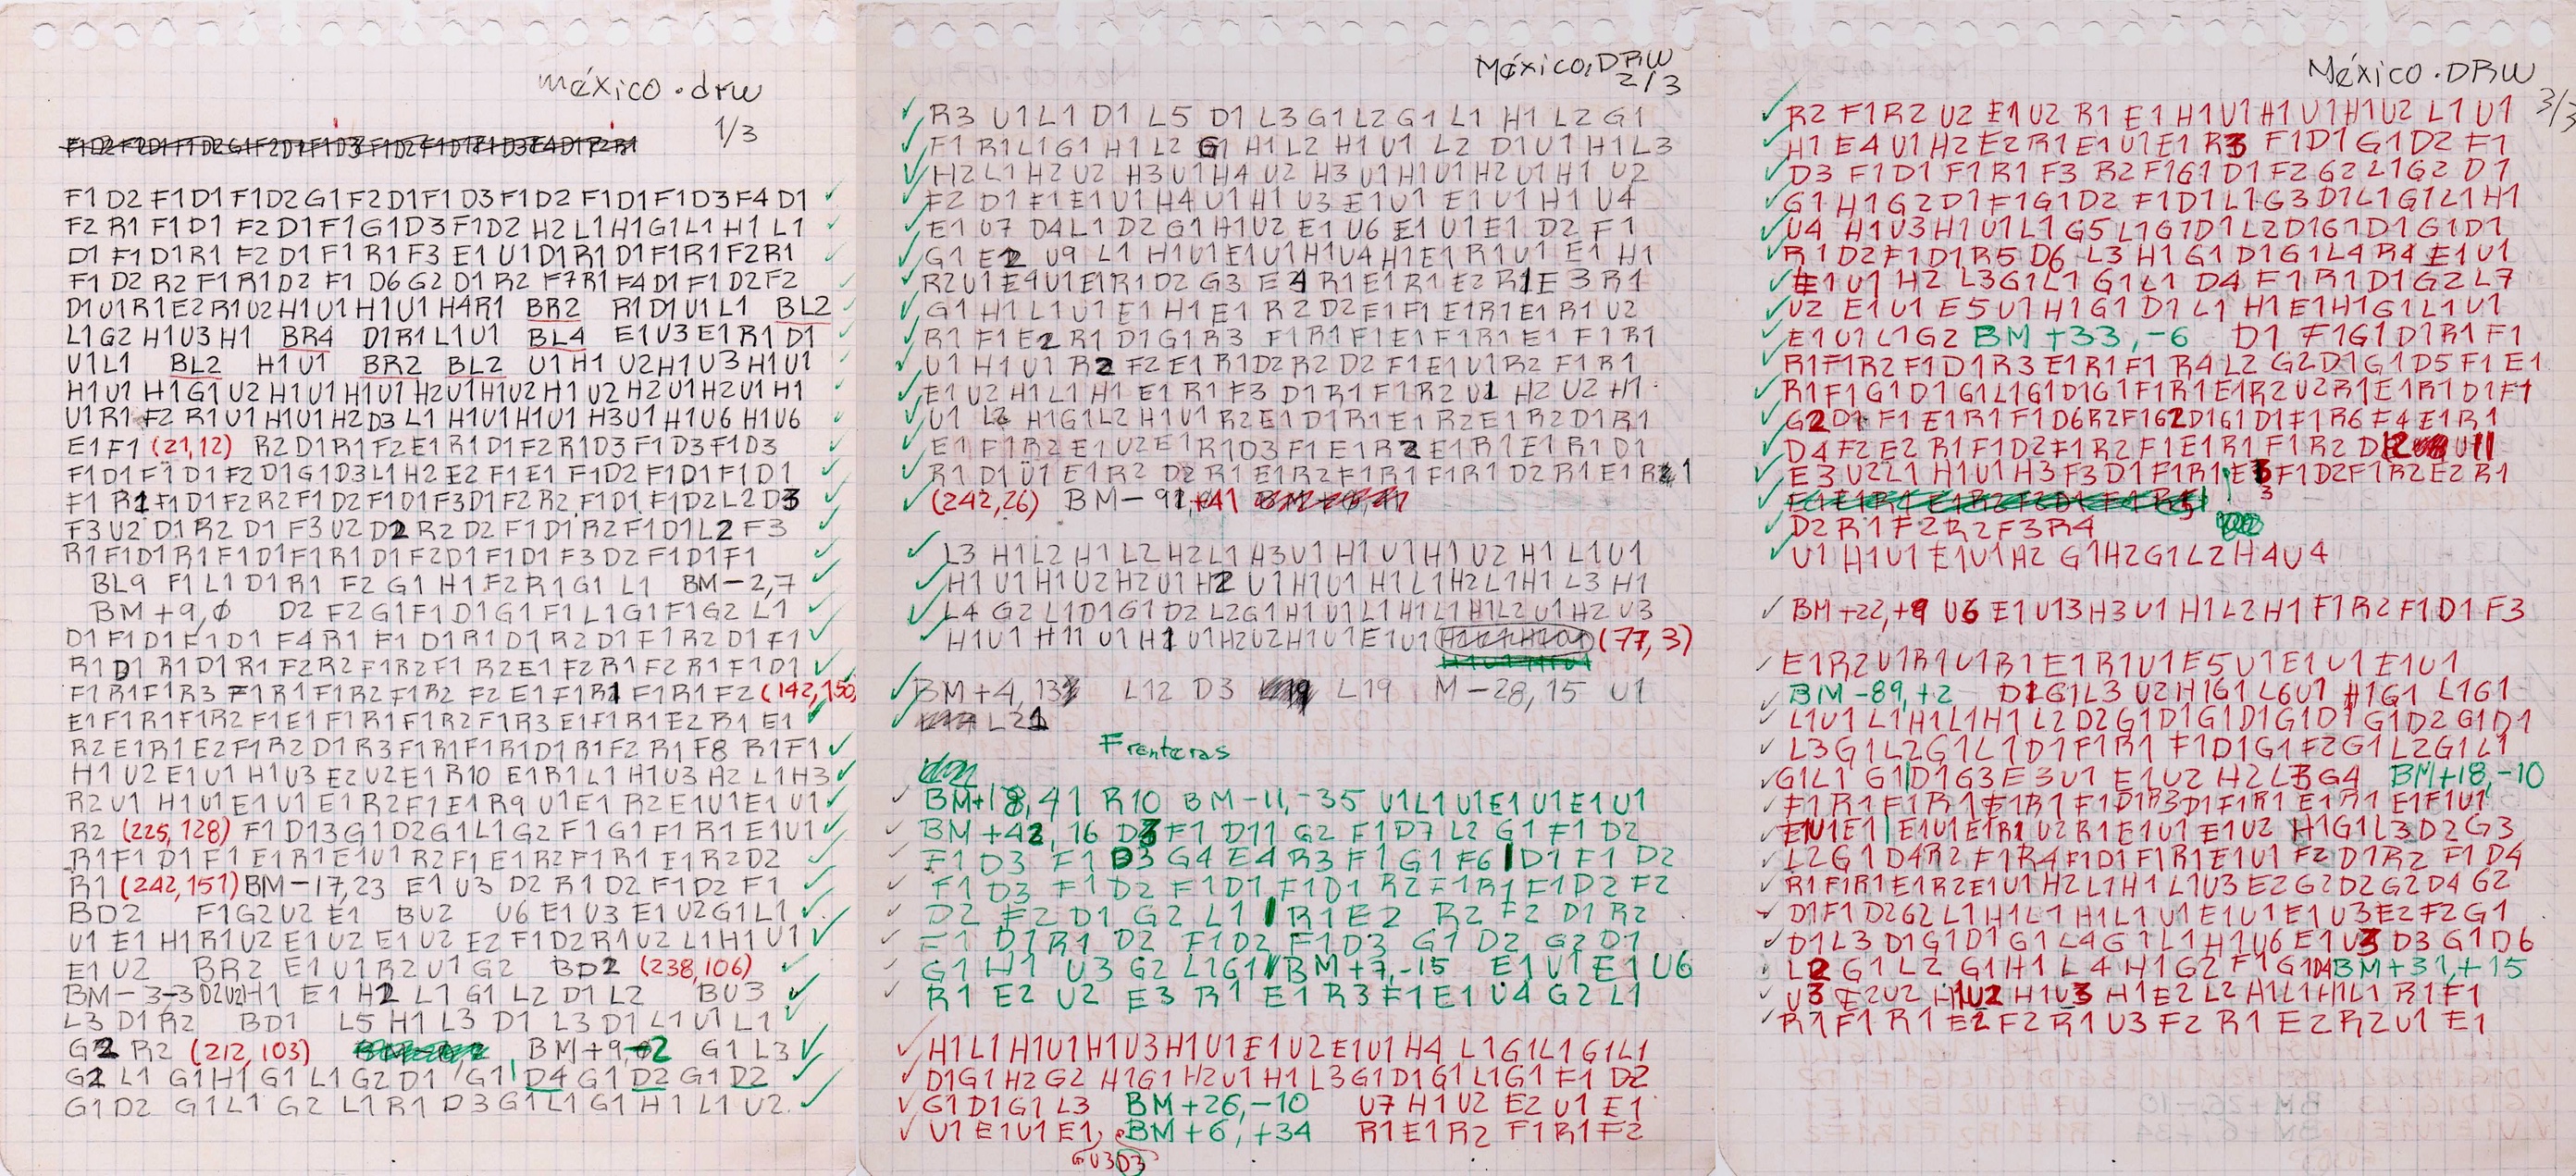 méxico.drw
1/3
F1 D2 F1 D1 F1 D2 G1 F2 D1 F1 D3 F1 D2 F1 D1 F1 D3 F4 D1
F2 R1 F1 D1 F2 D1 F1 G1 D3 F1 D2 H2 L1 H1 G1 L1 H1 L1
D1 F1 D1 R1 F2 D1 F1 R1 F3 E1 U1 D1 R1 D1 F1 R1 F2 R1
F1 D2 R2 F1 R1 D2 F1 D6 G2 D1 R2 F7 R1 F4 D1 F1 D2 F2
D1 U1 R1 E2 R1 U2 H1 U1 H1 U1 H4 R1 BR2 R1 D1 U1 L1 BL2
L1 G2 H1 U3 H1 BR4 D1 R1 L1 U1 BL4 E1 U3 E1 R1 D1
U1 L1 BL2 H1 U1 BR2 BL2 U1 H1 U2 H1 U3 H1 U1
H1 U1 H1 G1 U2 H1 U1 H1 U1 H2 U1 H1 U2 H1 U2 H2 U1 H2 U1 H1
U1 R1 F2 R1 U1 H1 U1 H2 D3 L1 H1 U1 H1 U1 H3 U1 H1 U6 H1 U6
E1 F1 (21,12) R2 D1 R1 F2 E1 R1 D1 F2 R1 D3 F1 D3 F1 D3
F1 D1 F1 D1 F2 D1 G1 D3 L1 H2 E2 F1 E1 F1 D2 F1 D1 F1 D1
F1 R1 F1 D1 F2 R2 F1 D2 F1 D1 F3 D1 F2 R2 F1 D1 F1 D2 L2 D3
F3 U2 D1 R2 D1 F3 U2 D2 R2 D2 F1 D1 R2 F1 D1 L2 F3
R1 F1 D1 R1 F1 D1 F1 R1 D1 F2 D1 F1 D1 F3 D2 F1 D1 F1
BL9 F1 L1 D1 R1 F2 G1 H1 F2 R1 G1 L1 BM-2,7
BM+9,0 D2 F2 G1 F1 D1 G1 F1 L1 G1 F1 G2 L1
D1 F1 D1 E1 D1 F4 R1 F1 D1 R1 D1 R2 D1 F1 R2 D1 F1
R1 D1 R1 D1 R1 F2 R2 F1 R2 F1 R2 E1 F2 R1 F2 R1 F1 D1
F1 R1 F1 R3 F1 R1 F1 R2 F1 R2 F2 E1 F1 R1 F1 R1 F2 (142,150)
E1 F1 R1 F1 R2 F1 E1 F1 R1 F1 R2 F1 R3 E1 F1 R1 E2 R1 E1
R2 E1 R1 E2 F1 R2 D1 R3 F1 R1 F1 R1 D1 R1 F2 R1 F8 R1 F1
H1 U2 E1 U1 H1 U3 E2 U2 E1 R10 E1 R1 L1 H1 U3 H2 L1 H3
R2 U1 H1 U1 E1 U1 E1 R2 F1 E1 R9 U1 E1 R2 E1 U1 E1 U1
R2 (225,128) F1 D13 G1 D2 G1 L1 G2 F1 G1 F1 R1 E1 U1
R1 F1 D1 F1 E1 R1 E1 U1 R2 F1 E1 R2 F1 R1 E1 R2 D2
R1 (242,151) BM-17,23 E1 U3 D2 R1 D2 F1 D2 F1
BD2 F1 G2 U2 E1 BU2 U6 E1 U3 E1 U2 G1 L1
U1 E1 H1 R1 U2 E1 U2 E1 U2 E2 F1 D2 R1 U2 L1 H1 U1
E1 U2 BR2 E1 U1 R2 U1 G2 BD2 (238,106)
BM-3-3 D2 U2 H1 E1 H2 L1 G1 L2 D1 L2 BU3
L3 D1 R2 BD1 L5 H1 L3 D1 L3 D1 L1 U1 L1
G2 R2 (212,103) BM+9,-2 G1 L3
G2 L1 G1 H1 G1 L1 G2 D1 G1 D4 G1 D2 G1 D2
G1 D2 G1 L1 G2 L1 R1 D3 G1 L1 G1 H1 L1 U2
México.DRW
2/3
R3 U1 L1 D1 L5 D1 L3 G1 L2 G1 L1 H1 L2 G1
F1 R1 L1 G1 H1 L2 G1 H1 L2 H1 U1 L2 D1 U1 H1 L3
H2 L1 H2 U2 H3 U1 H4 U2 H3 U1 H1 U1 H2 U1 H1 U2
F2 D1 E1 E1 U1 H4 U1 H1 U3 E1 U1 E1 U1 H1 U4
E1 U7 D4 L1 D2 G1 H1 U2 E1 U6 E1 U1 E1 D2 F1
G1 E2 U9 L1 H1 U1 E1 U1 H1 U4 H1 E1 R1 U1 E1 H1
R2 U1 E4 U1 E1 R1 D2 G3 E4 R1 E1 R1 E2 R1 E3 R1
G1 H1 L1 U1 E1 H1 E1 R2 D2 E1 F1 E1 R1 E1 R1 U2
R1 F1 E2 R1 D1 G1 R3 F1 R1 F1 E1 F1 R1 E1 F1 R1
U1 H1 U1 R2 F2 E1 R1 D2 R2 D2 F1 E1 U1 R2 F1 R1
E1 U2 H1 L1 H1 E1 R1 F3 D1 R1 F1 R2 U1 H2 U2 H1
U1 L2 H1 G1 L2 H1 U1 R2 E1 D1 R1 E1 R2 E1 R2 D1 R1
E1 F1 R2 E1 U2 E1 R1 D3 F1 E1 R2 E1 R1 E1 R1 D1
R1 D1 U1 E1 R2 D2 R1 E1 R2 F1 R1 F1 R1 D2 R1 E1 R1
(242,26) BM-91,+41
L3 H1 L2 H1 L2 H2 L1 H3 U1 H1 U1 H1 U2 H1 L1 U1
H1 U1 H1 U2 H2 U1 H2 U1 H1 U1 H1 L1 H2 L1 H1 L3 H1
L4 G2 L1 D1 G1 D2 L2 G1 H1 U1 L1 H1 L1 H1 L2 U1 H2 U3
H1 U1 H11 U1 H1 U1 H2 U2 H1 U1 E1 U1 (77,3)
BM+4,13 L12 D3 L19 M-28,15 U1
L21
Fronteras
BM+18,41 R10 BM-11,-35 U1 L1 U1 E1 U1 E1 U1
BM+42,16 D3 F1 D11 G2 F1 D7 L2 G1 F1 D2
F1 D3 F1 D3 G4 E4 R3 F1 G1 F6 D1 F1 D2
F1 D3 F1 D2 F1 D1 F1 D1 R2 F1 R1 F1 D2 F2
D2 F2 D1 G2 L1 R1 E2 R2 F2 D1 R2
F1 D1 R1 D2 F1 D2 F1 D3 G1 D2 G2 D1
G1 H1 U3 G2 L1 G1 BM+7,-15 E1 U1 E1 U6
R1 E2 U2 E3 R1 E1 R3 F1 E1 U4 G2 L1
H1 L1 H1 U1 H1 U3 H1 U1 E1 U2 E1 U1 H4 L1 G1 L1 G1 L1
D1 G1 H2 G2 H1 G1 H2 U1 H1 L3 G1 D1 G1 L1 G1 F1 D2
G1 D1 G1 L3 BM+26,-10 U7 H1 U2 E2 U1 E1
U1 E1 U1 E1 BM+6,+34 R1 E1 R2 F1 R1 F2
G U3 D3
México.DRW
3/3
R2 F1 R2 U2 E1 U2 R1 E1 H1 U1 H1 U1 H1 U2 L1 U1
H1 E4 U1 H2 E2 R1 E1 U1 E1 R3 F1 D1 G1 D2 F1
D3 F1 D1 F1 R1 F3 R2 F1 G1 D1 F2 G2 L1 G2 D1
G1 H1 G2 D1 F1 G1 D2 F1 D1 L1 G3 D1 L1 G1 L1 H1
U4 H1 U3 H1 U1 L1 G5 L1 G1 D1 L2 D1 G1 D1 G1 D1
R1 D2 F1 D1 R5 D6 L3 H1 G1 D1 G1 L4 R4 E1 U1
E1 U1 H2 L3 G1 L1 G1 L1 D4 F1 R1 D1 G2 L7
U2 E1 U1 E5 U1 H1 G1 D1 L1 H1 E1 H1 G1 L1 U1
E1 U1 L1 G2 BM+33,-6 D1 F1 G1 D1 R1 F1
R1 F1 R2 F1 D1 R3 E1 R1 F1 R4 L2 G2 D1 G1 D5 F1 E1
R1 F1 G1 D1 G1 L1 G1 D1 G1 F1 R1 E1 R2 U2 R1 E1 R1 D1 F1
G2 D1 F1 E1 R1 F1 D6 R2 F1 G2 D1 G1 D1 F1 R6 F4 E1 R1
D4 F2 E2 R1 F1 D2 F1 R2 F1 E1 R1 F1 R2 D12 U11
E3 U2 L1 H1 U1 H3 F3 D1 F1 R1 E3 F1 D2 F1 R2 E2 R1
D2 R1 F2 R2 F3 R4
U1 H1 U1 E1 U1 H2 G1 H2 G1 L2 H4 U4
BM+22,+9 U6 E1 U13 H3 U1 H1 L2 H1 F1 R2 F1 D1 F3
E1 R2 U1 R1 U1 R1 E1 R1 U1 E5 U1 E1 U1 E1 U1
BM-89,+2 D1 G1 L3 U2 H1 G1 L6 U1 H1 G1 L1 G1
L1 U1 L1 H1 L1 H1 L2 D2 G1 D1 G1 D1 G1 D1 G1 D2 G1 D1
L3 G1 L2 G1 L1 D1 F1 R1 F1 D1 G1 F2 G1 L2 G1 L1
G1 L1 G1 D1 G3 E3 U1 E1 U2 H2 L3 G4 BM+18,-10
F1 R1 F1 R1 F1 R1 F1 D1 R3 D1 F1 R1 E1 R1 E1 F1 U1
E1 U1 E1 E1 U1 E1 R1 U2 R1 E1 U1 E1 U2 H1 G1 L3 D2 G3
L2 G1 D4 R2 F1 R4 F1 D1 F1 R1 E1 U1 F2 D1 R2 F1 D4
R1 F1 R1 E1 R2 E1 U1 H2 L1 H1 L1 U3 E2 G2 D2 G2 D4 G2
D1 F1 D2 G2 L1 H1 L1 H1 L1 U1 E1 U1 E1 U3 E2 F2 G1
D1 L3 D1 G1 D1 G1 L4 G1 L1 H1 U6 E1 U3 D3 G1 D6
L2 G1 L2 G1 H1 L4 H1 G2 F1 G1 D4 BM+31,+15
U3 E2 U2 H1 U2 H1 U3 H1 E2 L2 H1 L1 H1 L1 R1 F1
R1 F1 R1 E2 F2 R1 U3 F2 R1 E2 R2 U1 E1